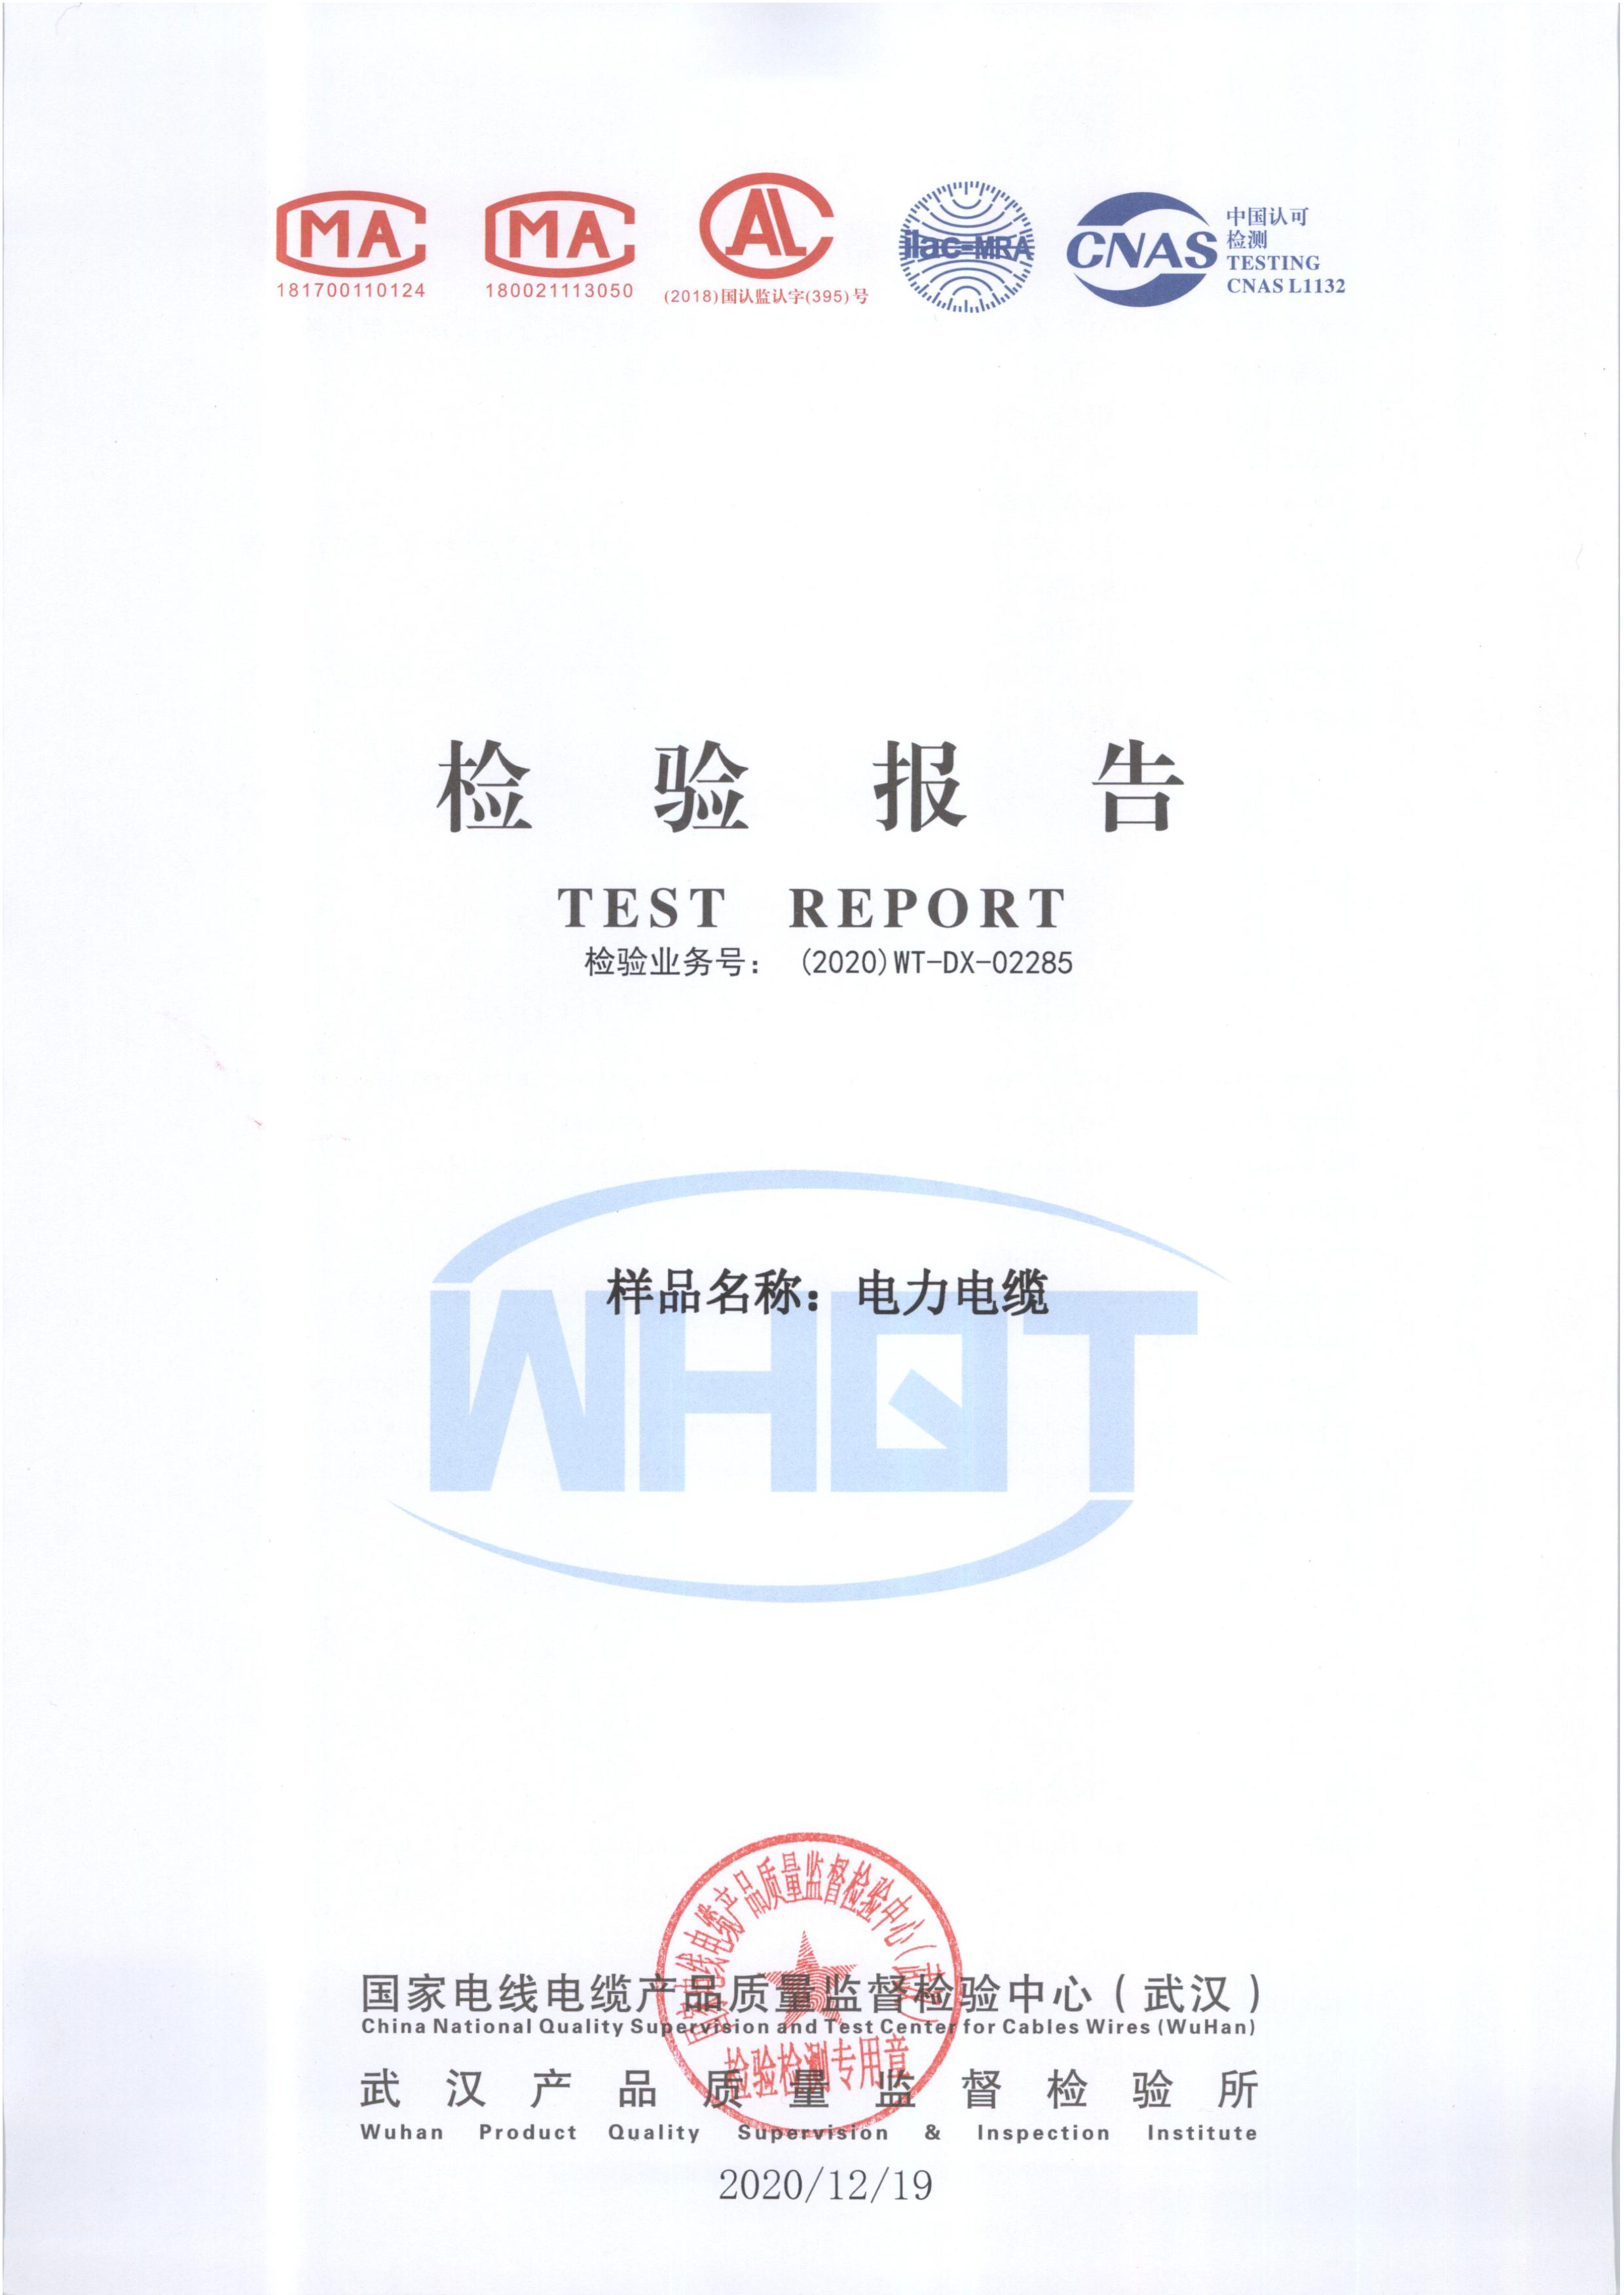 MA
181700110124
MA
180021113050
CAL
(2018)国认监认字(395)号
ilac-MRA
CNAS
中国认可
检测
TESTING
CNAS L1132
检验报告
TEST REPORT
检验业务号： (2020)WT-DX-02285
样品名称：电力电缆
WHQT
国家电线电缆产品质量监督检验中心（武汉）
检验检测专用章
国家电线电缆产品质量监督检验中心（武汉）
China National Quality Supervision and Test Center for Cables Wires (WuHan)
武汉产品质量监督检验所
Wuhan Product Quality Supervision & Inspection Institute
2020/12/19